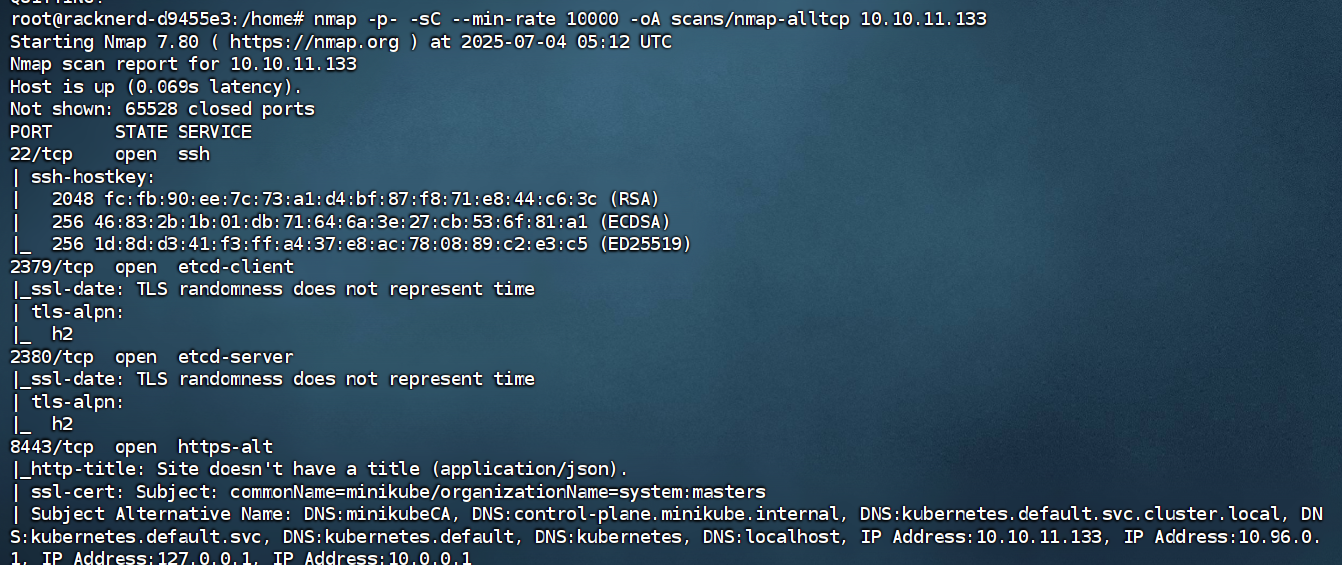 root@racknerd-d9455e3:/home# nmap -p- -sC --min-rate 10000 -oA scans/nmap-alltcp 10.10.11.133
Starting Nmap 7.80 ( https://nmap.org ) at 2025-07-04 05:12 UTC
Nmap scan report for 10.10.11.133
Host is up (0.069s latency).
Not shown: 65528 closed ports
PORT     STATE SERVICE
22/tcp    open  ssh
| ssh-hostkey:
|   2048 fc:fb:90:ee:7c:73:a1:d4:bf:87:f8:71:e8:44:c6:3c (RSA)
|   256 46:83:2b:1b:01:db:71:64:6a:3e:27:cb:53:6f:81:a1 (ECDSA)
|_  256 1d:8d:d3:41:f3:ff:a4:37:e8:ac:78:08:89:c2:e3:c5 (ED25519)
2379/tcp  open  etcd-client
|_ssl-date: TLS randomness does not represent time
| tls-alpn:
|_  h2
2380/tcp  open  etcd-server
|_ssl-date: TLS randomness does not represent time
| tls-alpn:
|_  h2
8443/tcp  open  https-alt
|_http-title: Site doesn't have a title (application/json).
| ssl-cert: Subject: commonName=minikube/organizationName=system:masters
| Subject Alternative Name: DNS:minikubeCA, DNS:control-plane.minikube.internal, DNS:kubernetes.default.svc.cluster.local, DN
S:kubernetes.default.svc, DNS:kubernetes.default, DNS:kubernetes, DNS:localhost, IP Address:10.10.11.133, IP Address:10.96.0.
1, IP Address:127.0.0.1, IP Address:10.0.0.1